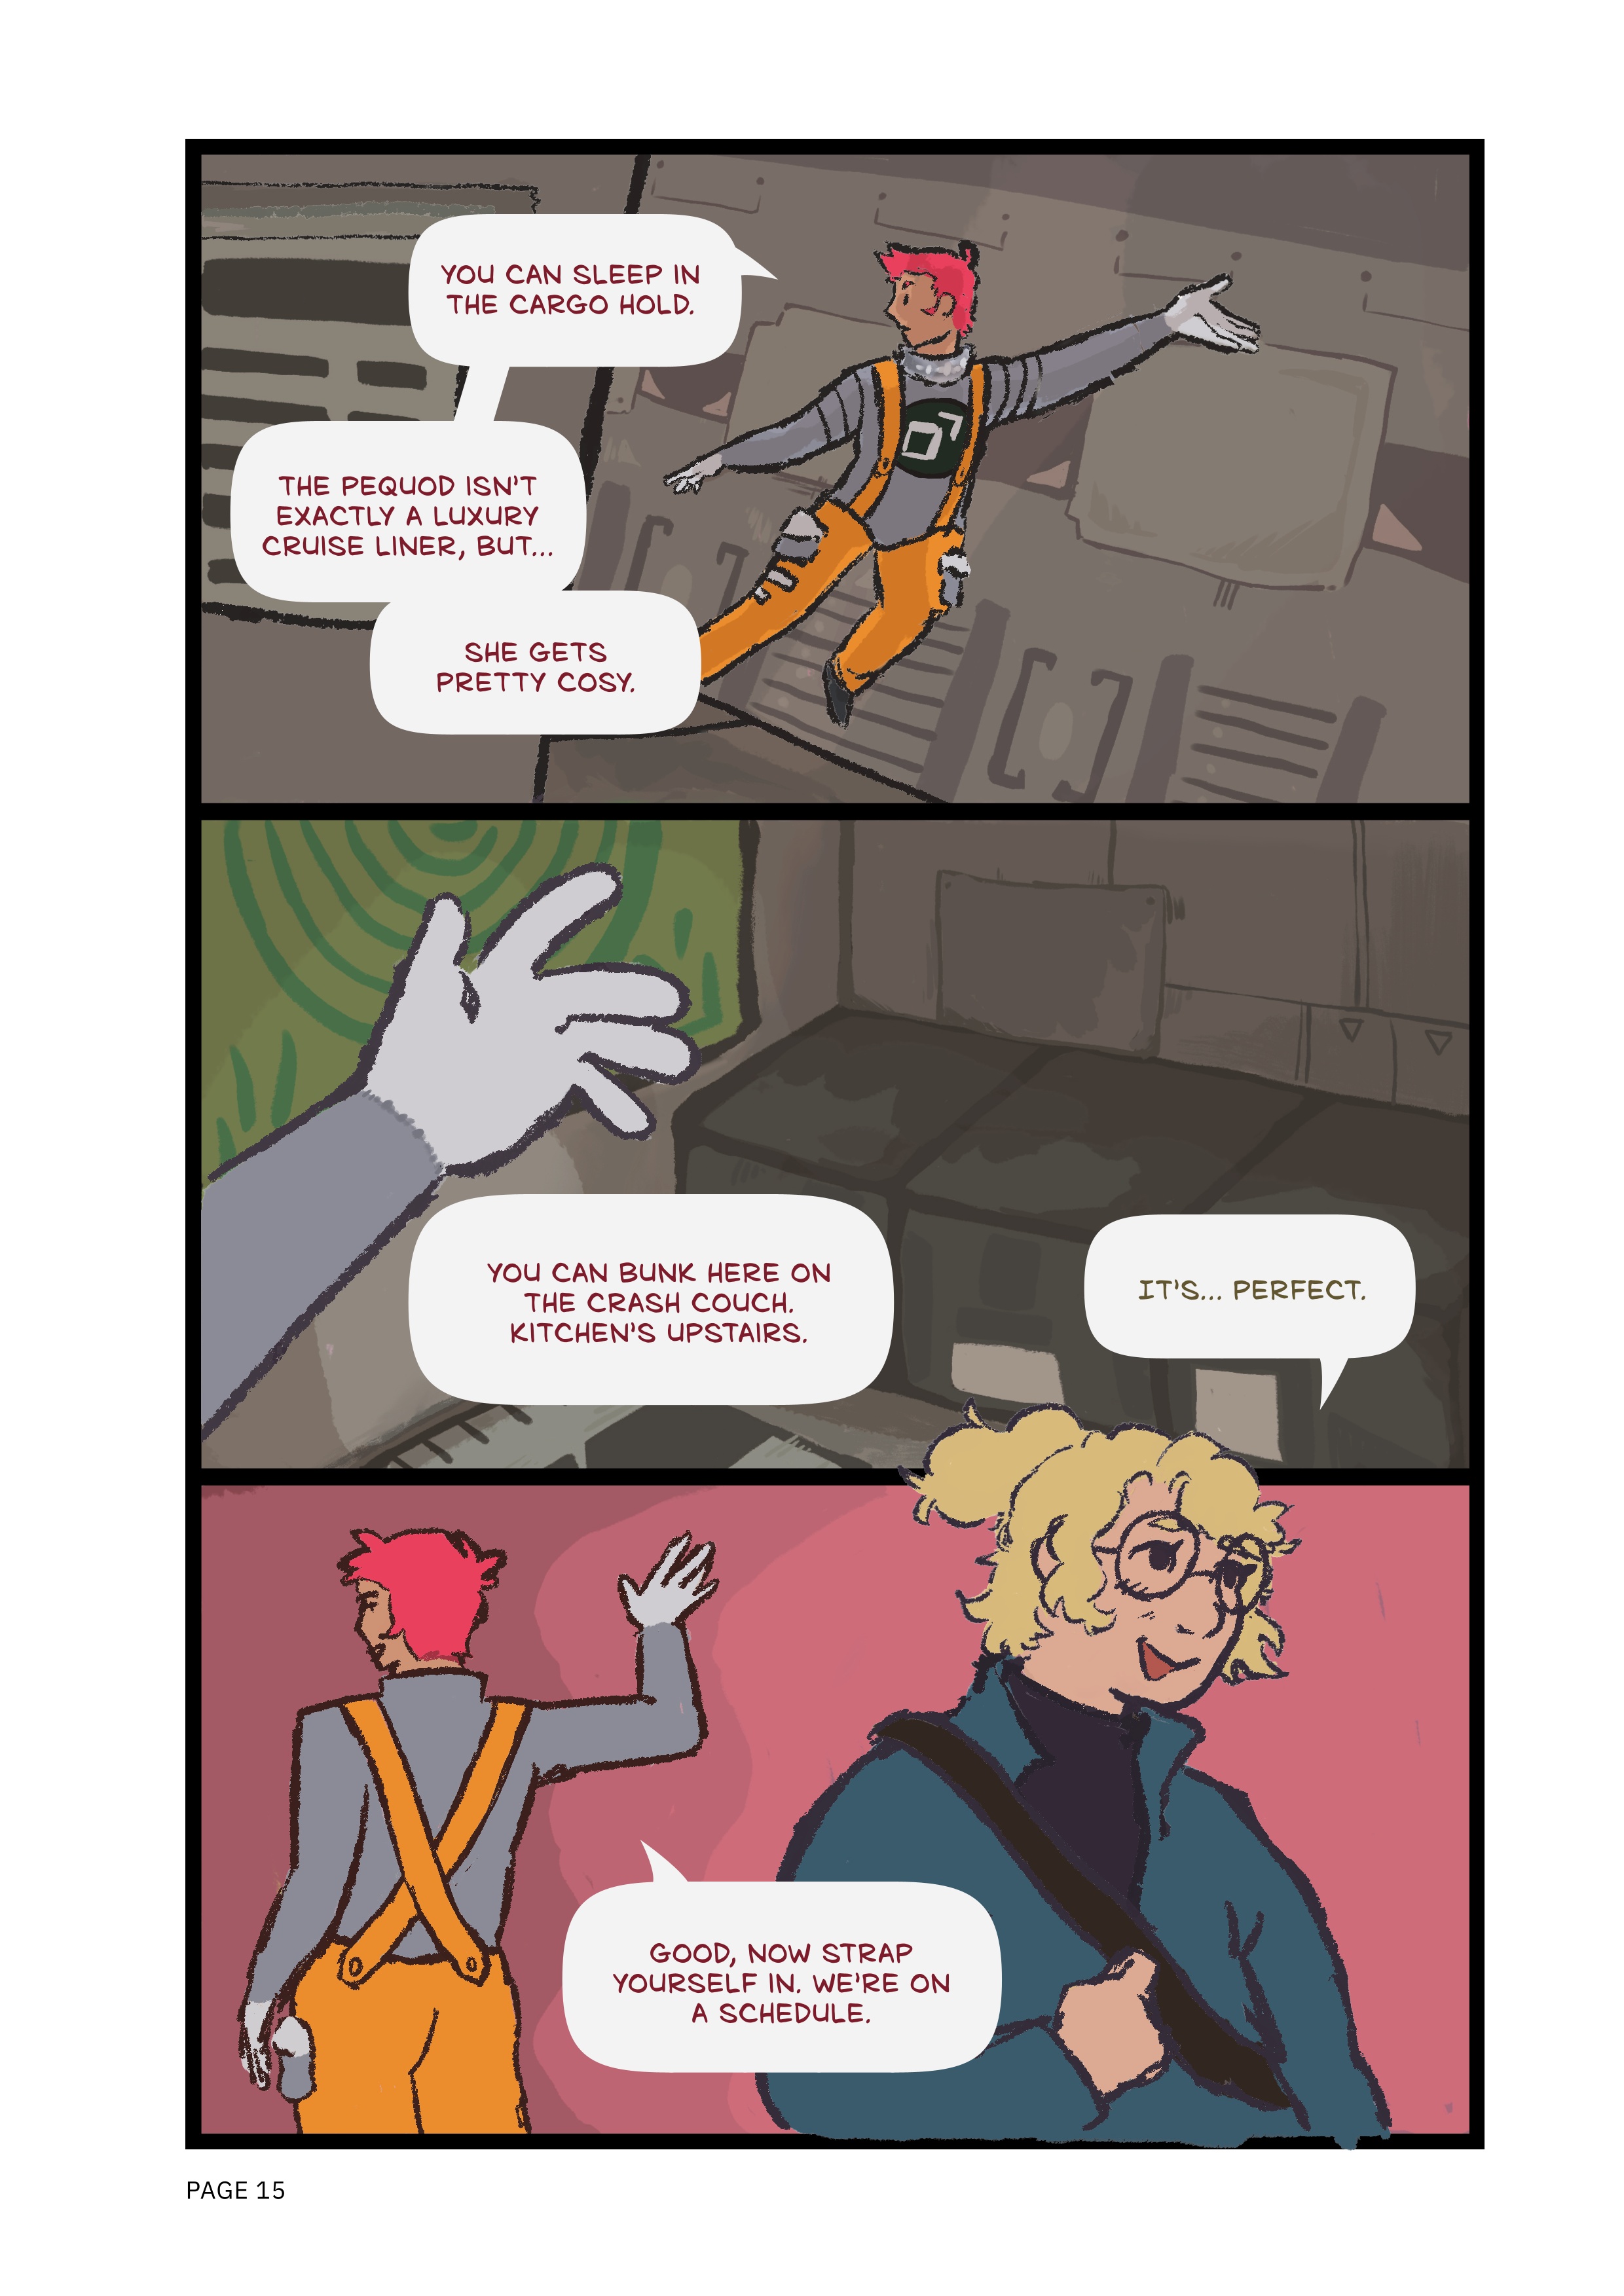 YOU CAN SLEEP IN
THE CARGO HOLD.
THE PEQUOD ISN'T
EXACTLY A LUXURY
CRUISE LINER, BUT...
SHE GETS
PRETTY COSY.
YOU CAN BUNK HERE ON
THE CRASH COUCH.
KITCHEN'S UPSTAIRS.
IT'S... PERFECT.
GOOD, NOW STRAP
YOURSELF IN. WE'RE ON
A SCHEDULE.
PAGE 15